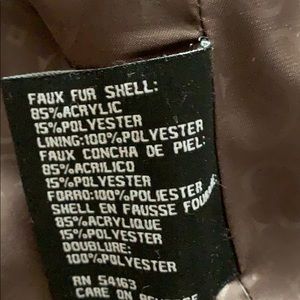 FAUX FUR SHELL:
85%ACRYLIC
15%POLYESTER
LINING:100%POLYESTER
FAUX CONCHA DE PIEL:
85%ACRILICO
15%POLYESTER
FORRO:100%POLIESTER
SHELL EN FAUSSE
85%ACRYLIQUE
15%POLYESTER
DOUBLURE:
100%POLYESTER
RN 54163
CARE ON